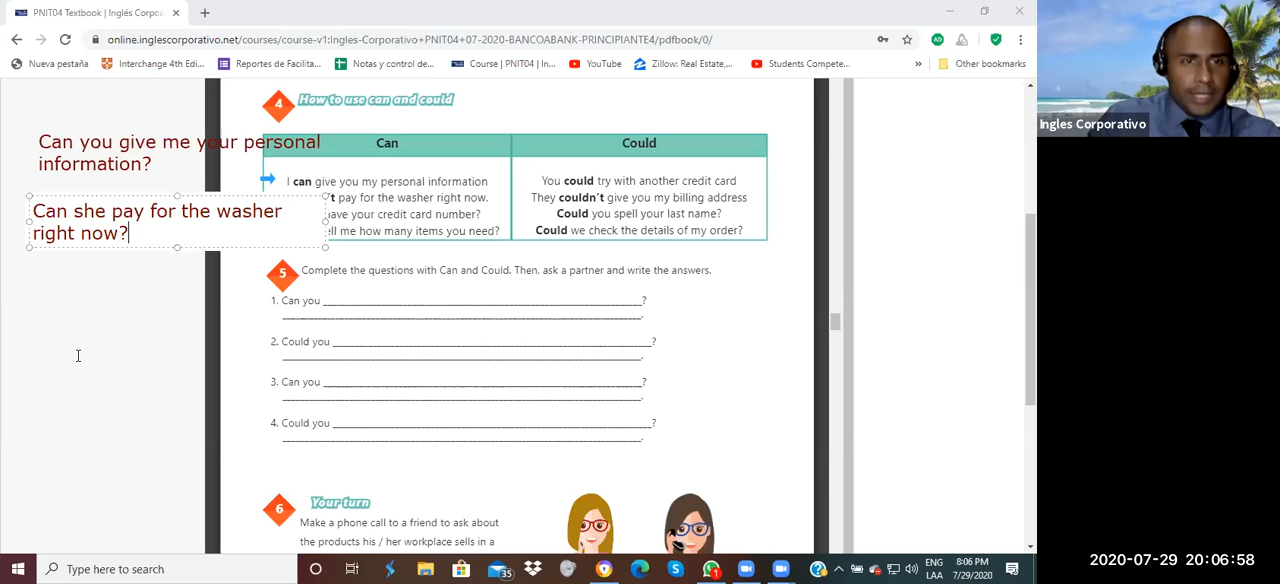 PNIT04 Textbook | Inglés Corpor
online.inglescorporativo.net/courses/course-v1:Ingles-Corporativo+PNIT04+07-2020-BANCOABANK-PRINCIPIANTE4/pdfbook/0/
Nueva pestaña
Interchange 4th Edi...
Reportes de Facilita...
Notas y control de...
Course | PNIT04 | In...
YouTube
Zillow: Real Estate,...
Students Compete...
»
Other bookmarks
Ingles Corporativo
4
How to use can and could
Can you give me your personal
information?
Can
Could
I can give you my personal information
You could try with another credit card
't pay for the washer right now.
They couldn't give you my billing address
Can she pay for the washer
right now?
ave your credit card number?
Could you spell your last name?
ell me how many items you need?
Could we check the details of my order?
5
Complete the questions with Can and Could. Then, ask a partner and write the answers.
1. Can you ?
.
2. Could you ?
.
3. Can you ?
.
4. Could you ?
.
6
Your turn
Make a phone call to a friend to ask about
the products his / her workplace sells in a
Type here to search
35
1
ENG
LAA
8:06 PM
7/29/2020
2020-07-29 20:06:58